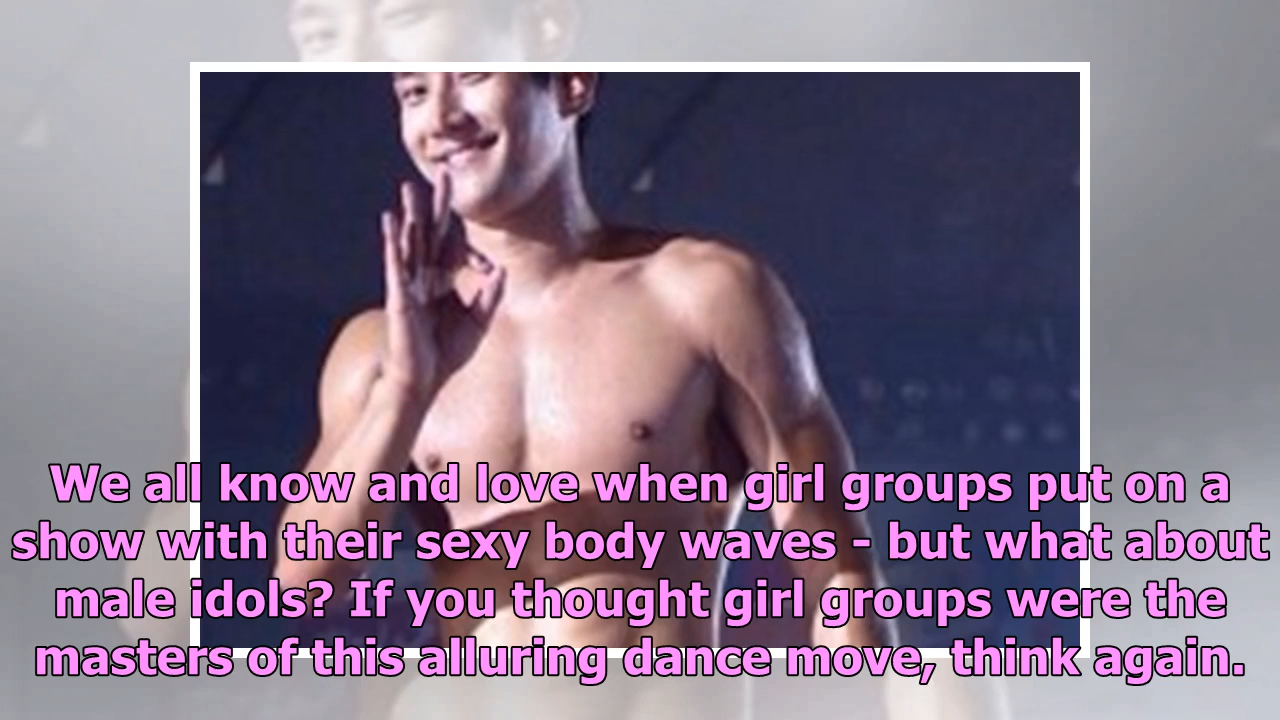 We all know and love when girl groups put on a
show with their sexy body waves - but what about
male idols? If you thought girl groups were the
masters of this alluring dance move, think again.